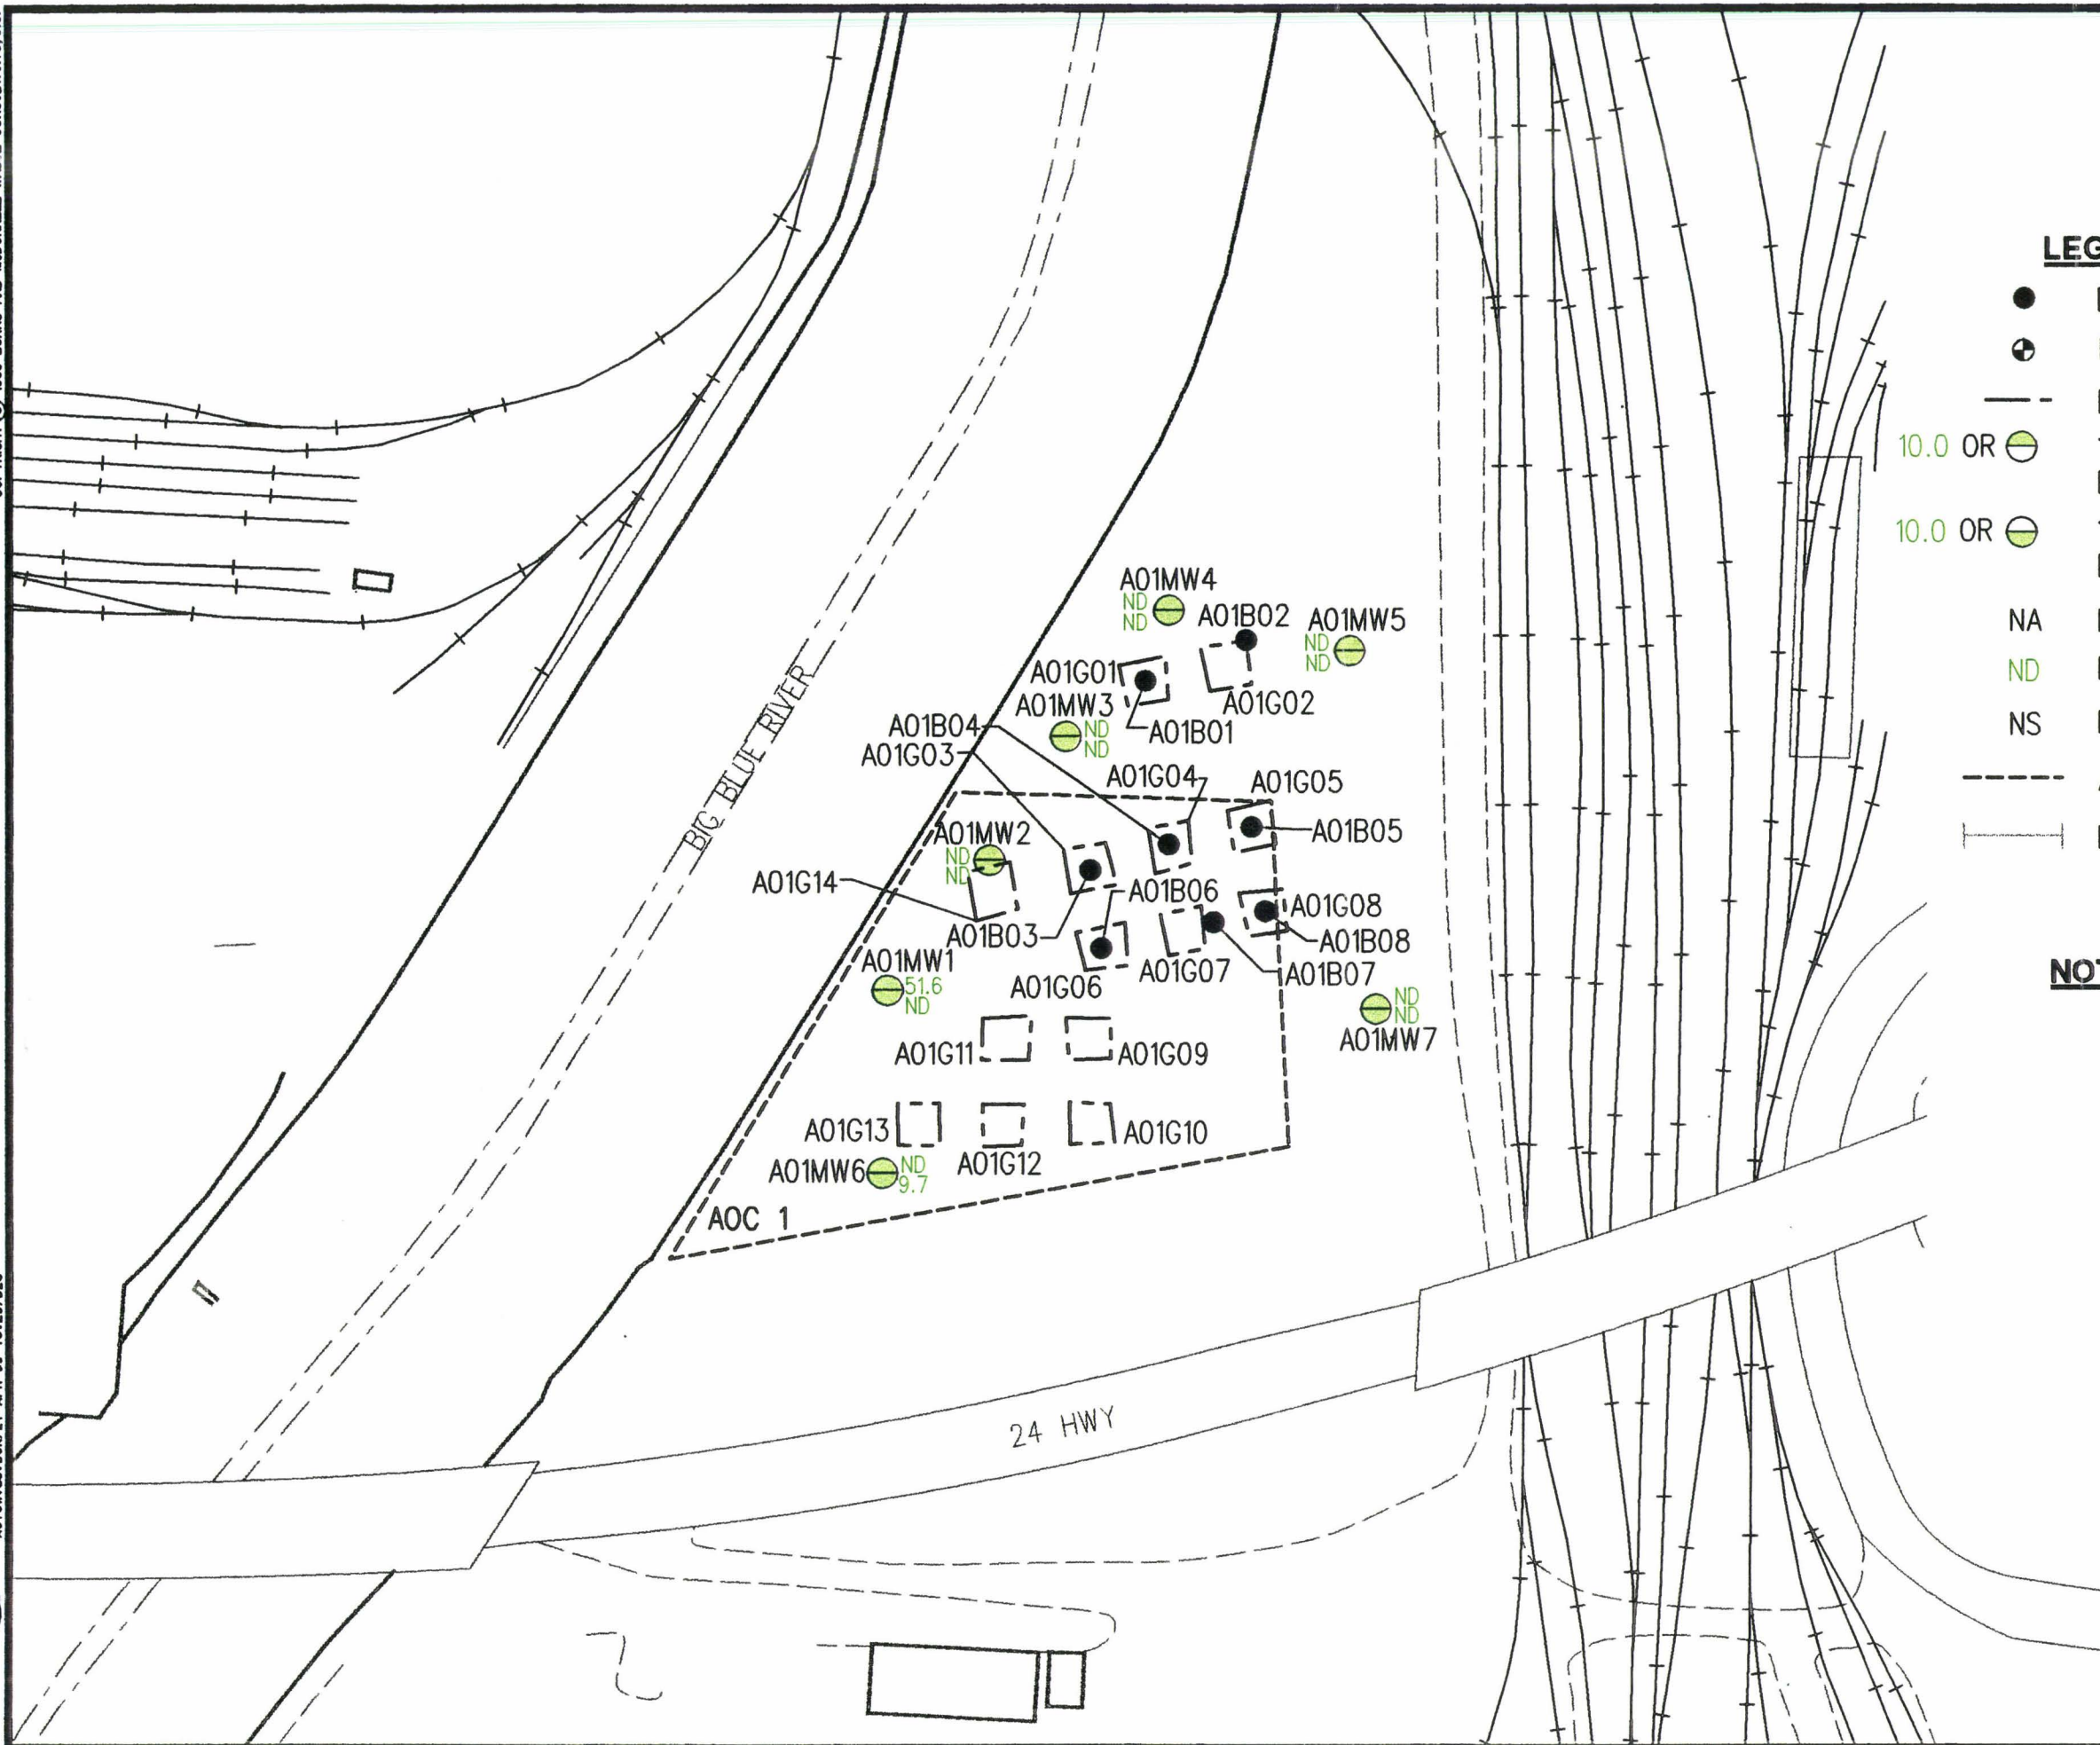 LEG
10.0 OR
10.0 OR
NA
ND
NS
NOT
A01MW4
ND
ND
A01B02
A01MW5
ND
ND
A01G01
A01G02
A01MW3
ND
ND
A01B01
A01B04
A01G03
A01G04
A01G05
A01B05
A01MW2
ND
ND
A01G14
A01B06
A01G08
A01B03
A01B08
A01G07
A01B07
A01G06
A01MW1
51.6
ND
ND
ND
A01MW7
A01G11
A01G09
A01G13
A01G12
A01G10
A01MW6
ND
9.7
AOC 1
BIG BLUE RIVER
24 HWY